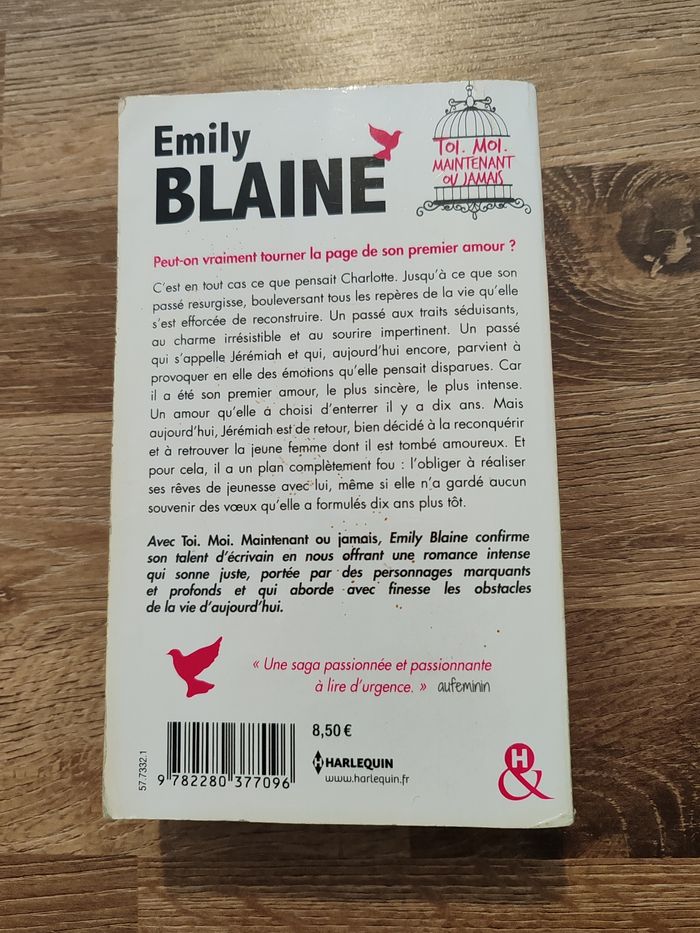 Emily
BLAINE
TOI. MOI.
MAINTENANT
OU JAMAIS
Peut-on vraiment tourner la page de son premier amour ?
C'est en tout cas ce que pensait Charlotte. Jusqu'à ce que son
passé resurgisse, bouleversant tous les repères de la vie qu'elle
s'est efforcée de reconstruire. Un passé aux traits séduisants,
au charme irrésistible et au sourire impertinent. Un passé
qui s'appelle Jérémiah et qui, aujourd'hui encore, parvient à
provoquer en elle des émotions qu'elle pensait disparues. Car
il a été son premier amour, le plus sincère, le plus intense.
Un amour qu'elle a choisi d'enterrer il y a dix ans. Mais
aujourd'hui, Jérémiah est de retour, bien décidé à la reconquérir
et à retrouver la jeune femme dont il est tombé amoureux. Et
pour cela, il a un plan complètement fou : l'obliger à réaliser
ses rêves de jeunesse avec lui, même si elle n'a gardé aucun
souvenir des vœux qu'elle a formulés dix ans plus tôt.
Avec Toi. Moi. Maintenant ou jamais, Emily Blaine confirme
son talent d'écrivain en nous offrant une romance intense
qui sonne juste, portée par des personnages marquants
et profonds et qui aborde avec finesse les obstacles
de la vie d'aujourd'hui.
« Une saga passionnée et passionnante
à lire d'urgence. » aufeminin
57.7332.1
9 782280 377096
8,50 €
H HARLEQUIN
www.harlequin.fr
H
&